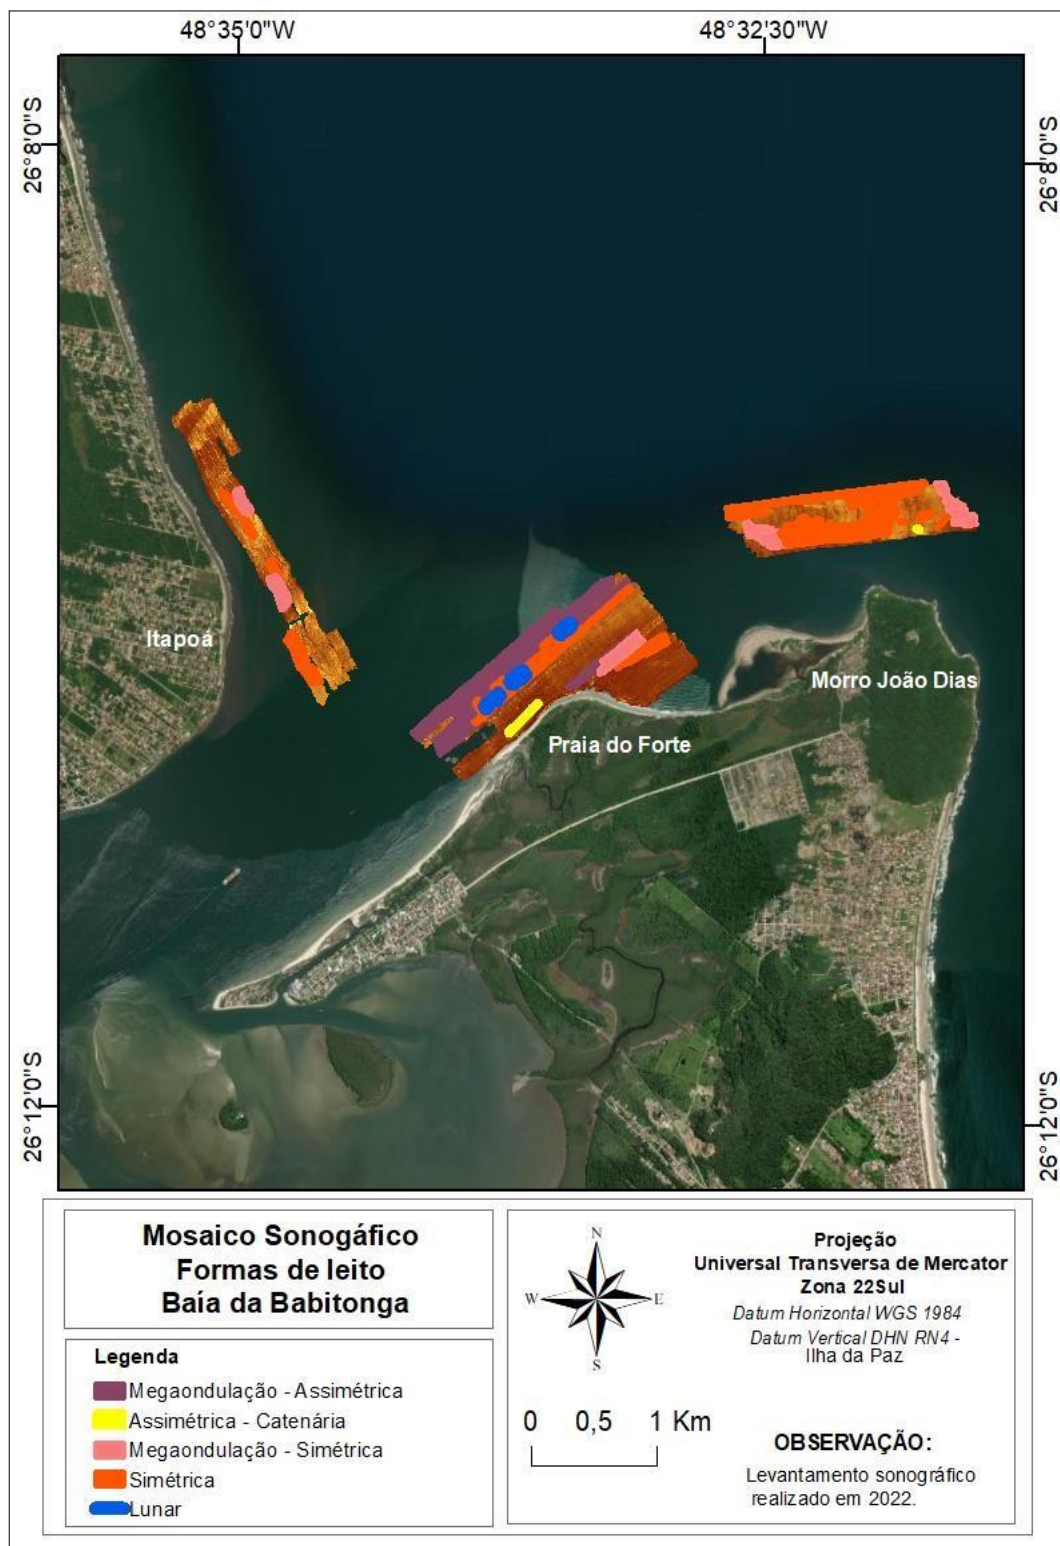 48°35'0"W
48°32'30"W
26°8'0"S
26°8'0"S
Itapoá
Morro João Dias
Praia do Forte
26°12'0"S
26°12'0"S
Mosaico Sonogáfico
Formas de leito
Baía da Babitonga
Legenda
Megaondulação - Assimétrica
Assimétrica - Catenária
Megaondulação - Simétrica
Simétrica
Lunar
N
W
E
S
0 0,5 1 Km
Projeção
Universal Transversa de Mercator
Zona 22Sul
Datum Horizontal WGS 1984
Datum Vertical DHN RN4 -
Ilha da Paz
OBSERVAÇÃO:
Levantamento sonográfico
realizado em 2022.